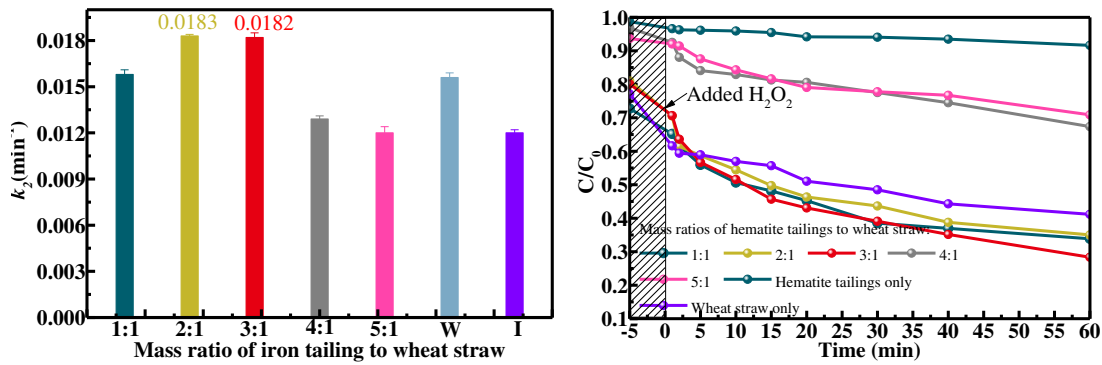 0.0183
0.0182
0.018
0.015
0.012
0.009
0.006
0.003
0.000
k₂(min⁻¹)
1:1 2:1 3:1 4:1 5:1 W I
Mass ratio of iron tailing to wheat straw
1.0
0.9
0.8
0.7
0.6
0.5
0.4
0.3
0.2
0.1
C/C₀
Added H₂O₂
Mass ratios of hematite tailings to wheat straw:
1:1 2:1 3:1 4:1
5:1 Hematite tailings only
Wheat straw only
-5 0 5 10 15 20 25 30 35 40 45 50 55 60
Time (min)